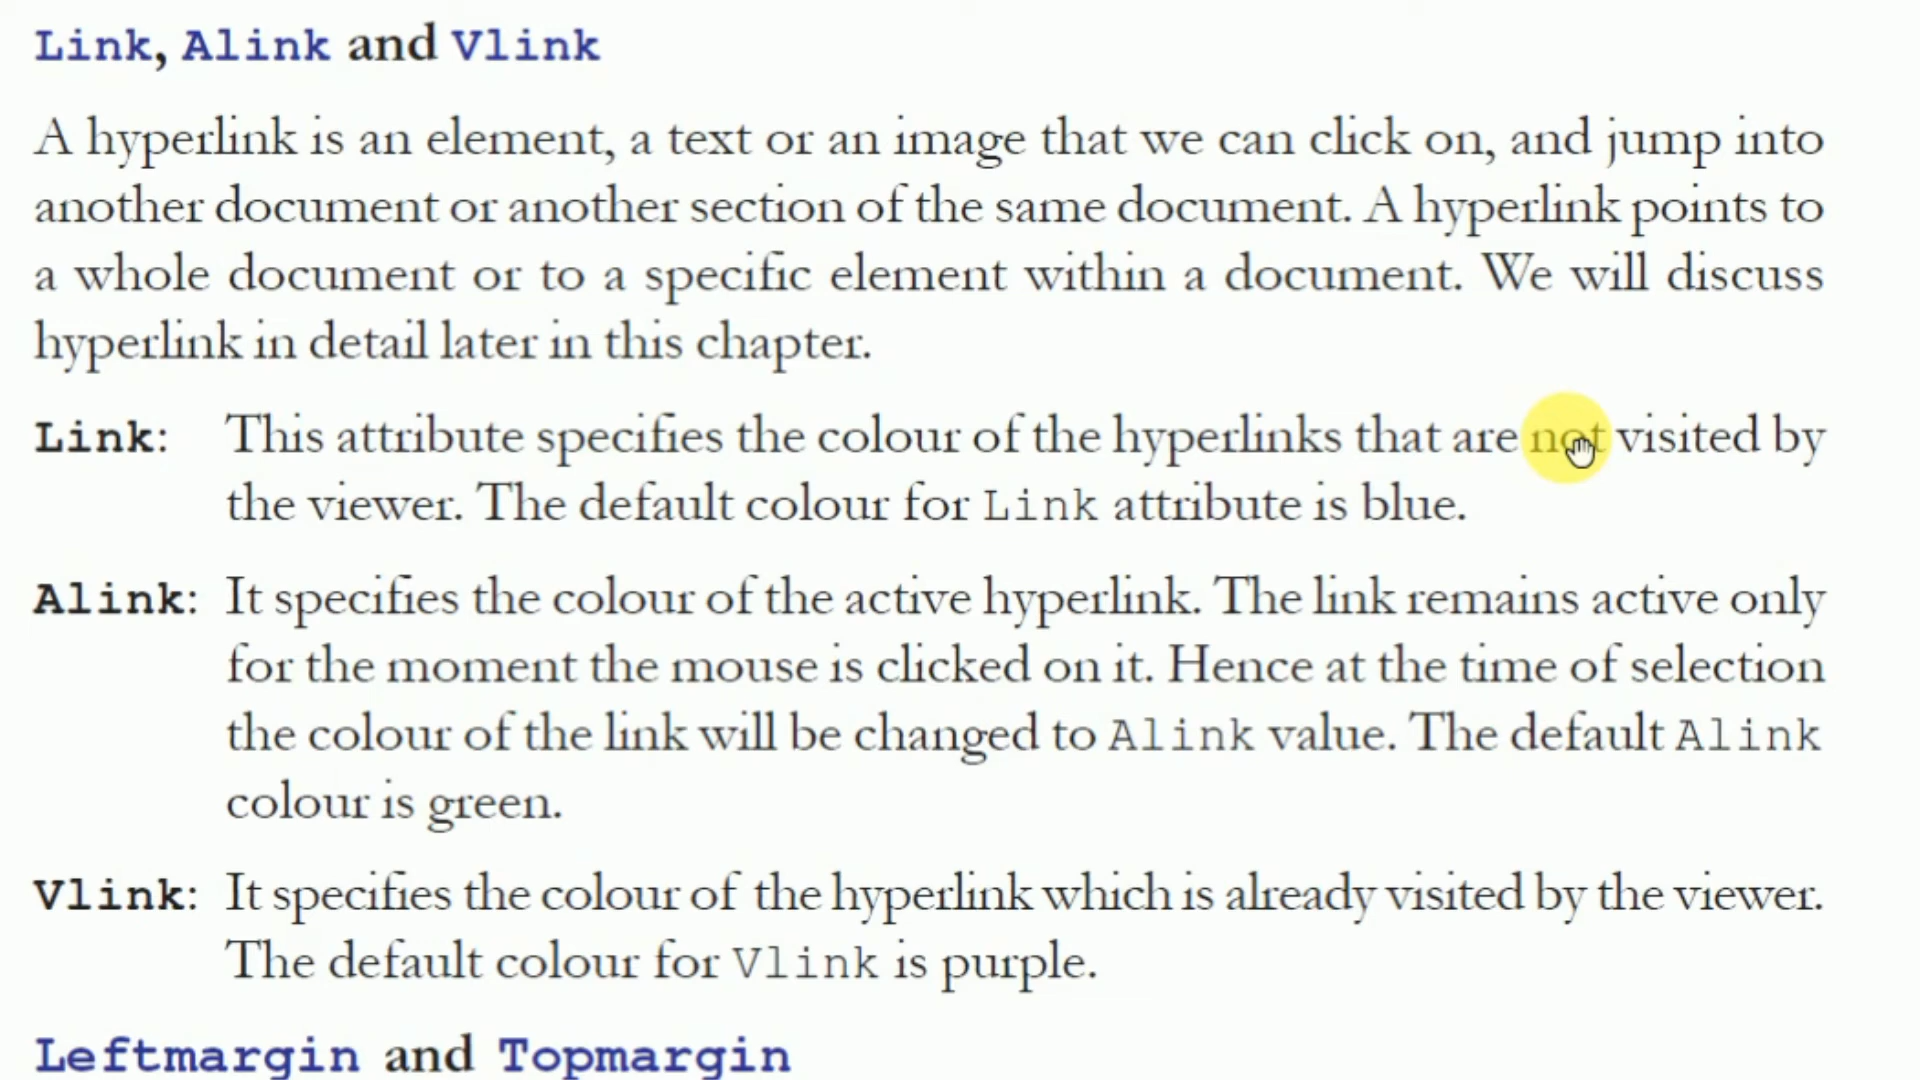 Link, Alink and Vlink
A hyperlink is an element, a text or an image that we can click on, and jump into
another document or another section of the same document. A hyperlink points to
a whole document or to a specific element within a document. We will discuss
hyperlink in detail later in this chapter.
Link: This attribute specifies the colour of the hyperlinks that are not visited by
the viewer. The default colour for Link attribute is blue.
Alink: It specifies the colour of the active hyperlink. The link remains active only
for the moment the mouse is clicked on it. Hence at the time of selection
the colour of the link will be changed to Alink value. The default Alink
colour is green.
Vlink: It specifies the colour of the hyperlink which is already visited by the viewer.
The default colour for Vlink is purple.
Leftmargin and Topmargin